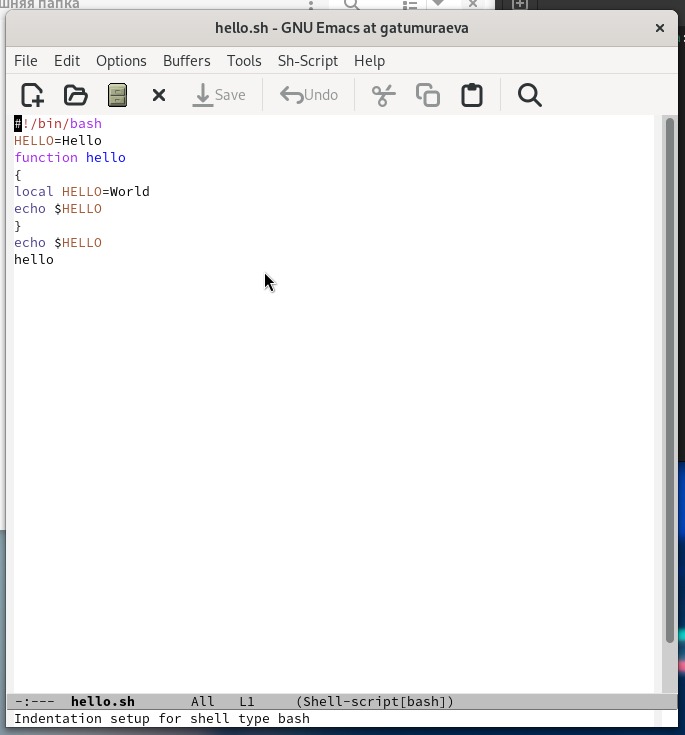 шняя папка
hello.sh - GNU Emacs at gatumuraeva
File Edit Options Buffers Tools Sh-Script Help
Save Undo
#!/bin/bash
HELLO=Hello
function hello
{
local HELLO=World
echo $HELLO
}
echo $HELLO
hello
-:--- hello.sh All L1 (Shell-script[bash])
Indentation setup for shell type bash